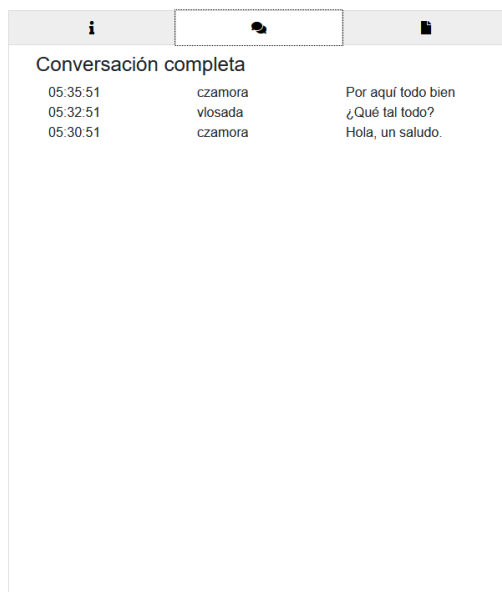 Conversación completa
05:35:51 czamora Por aquí todo bien
05:32:51 vlosada ¿Qué tal todo?
05:30:51 czamora Hola, un saludo.